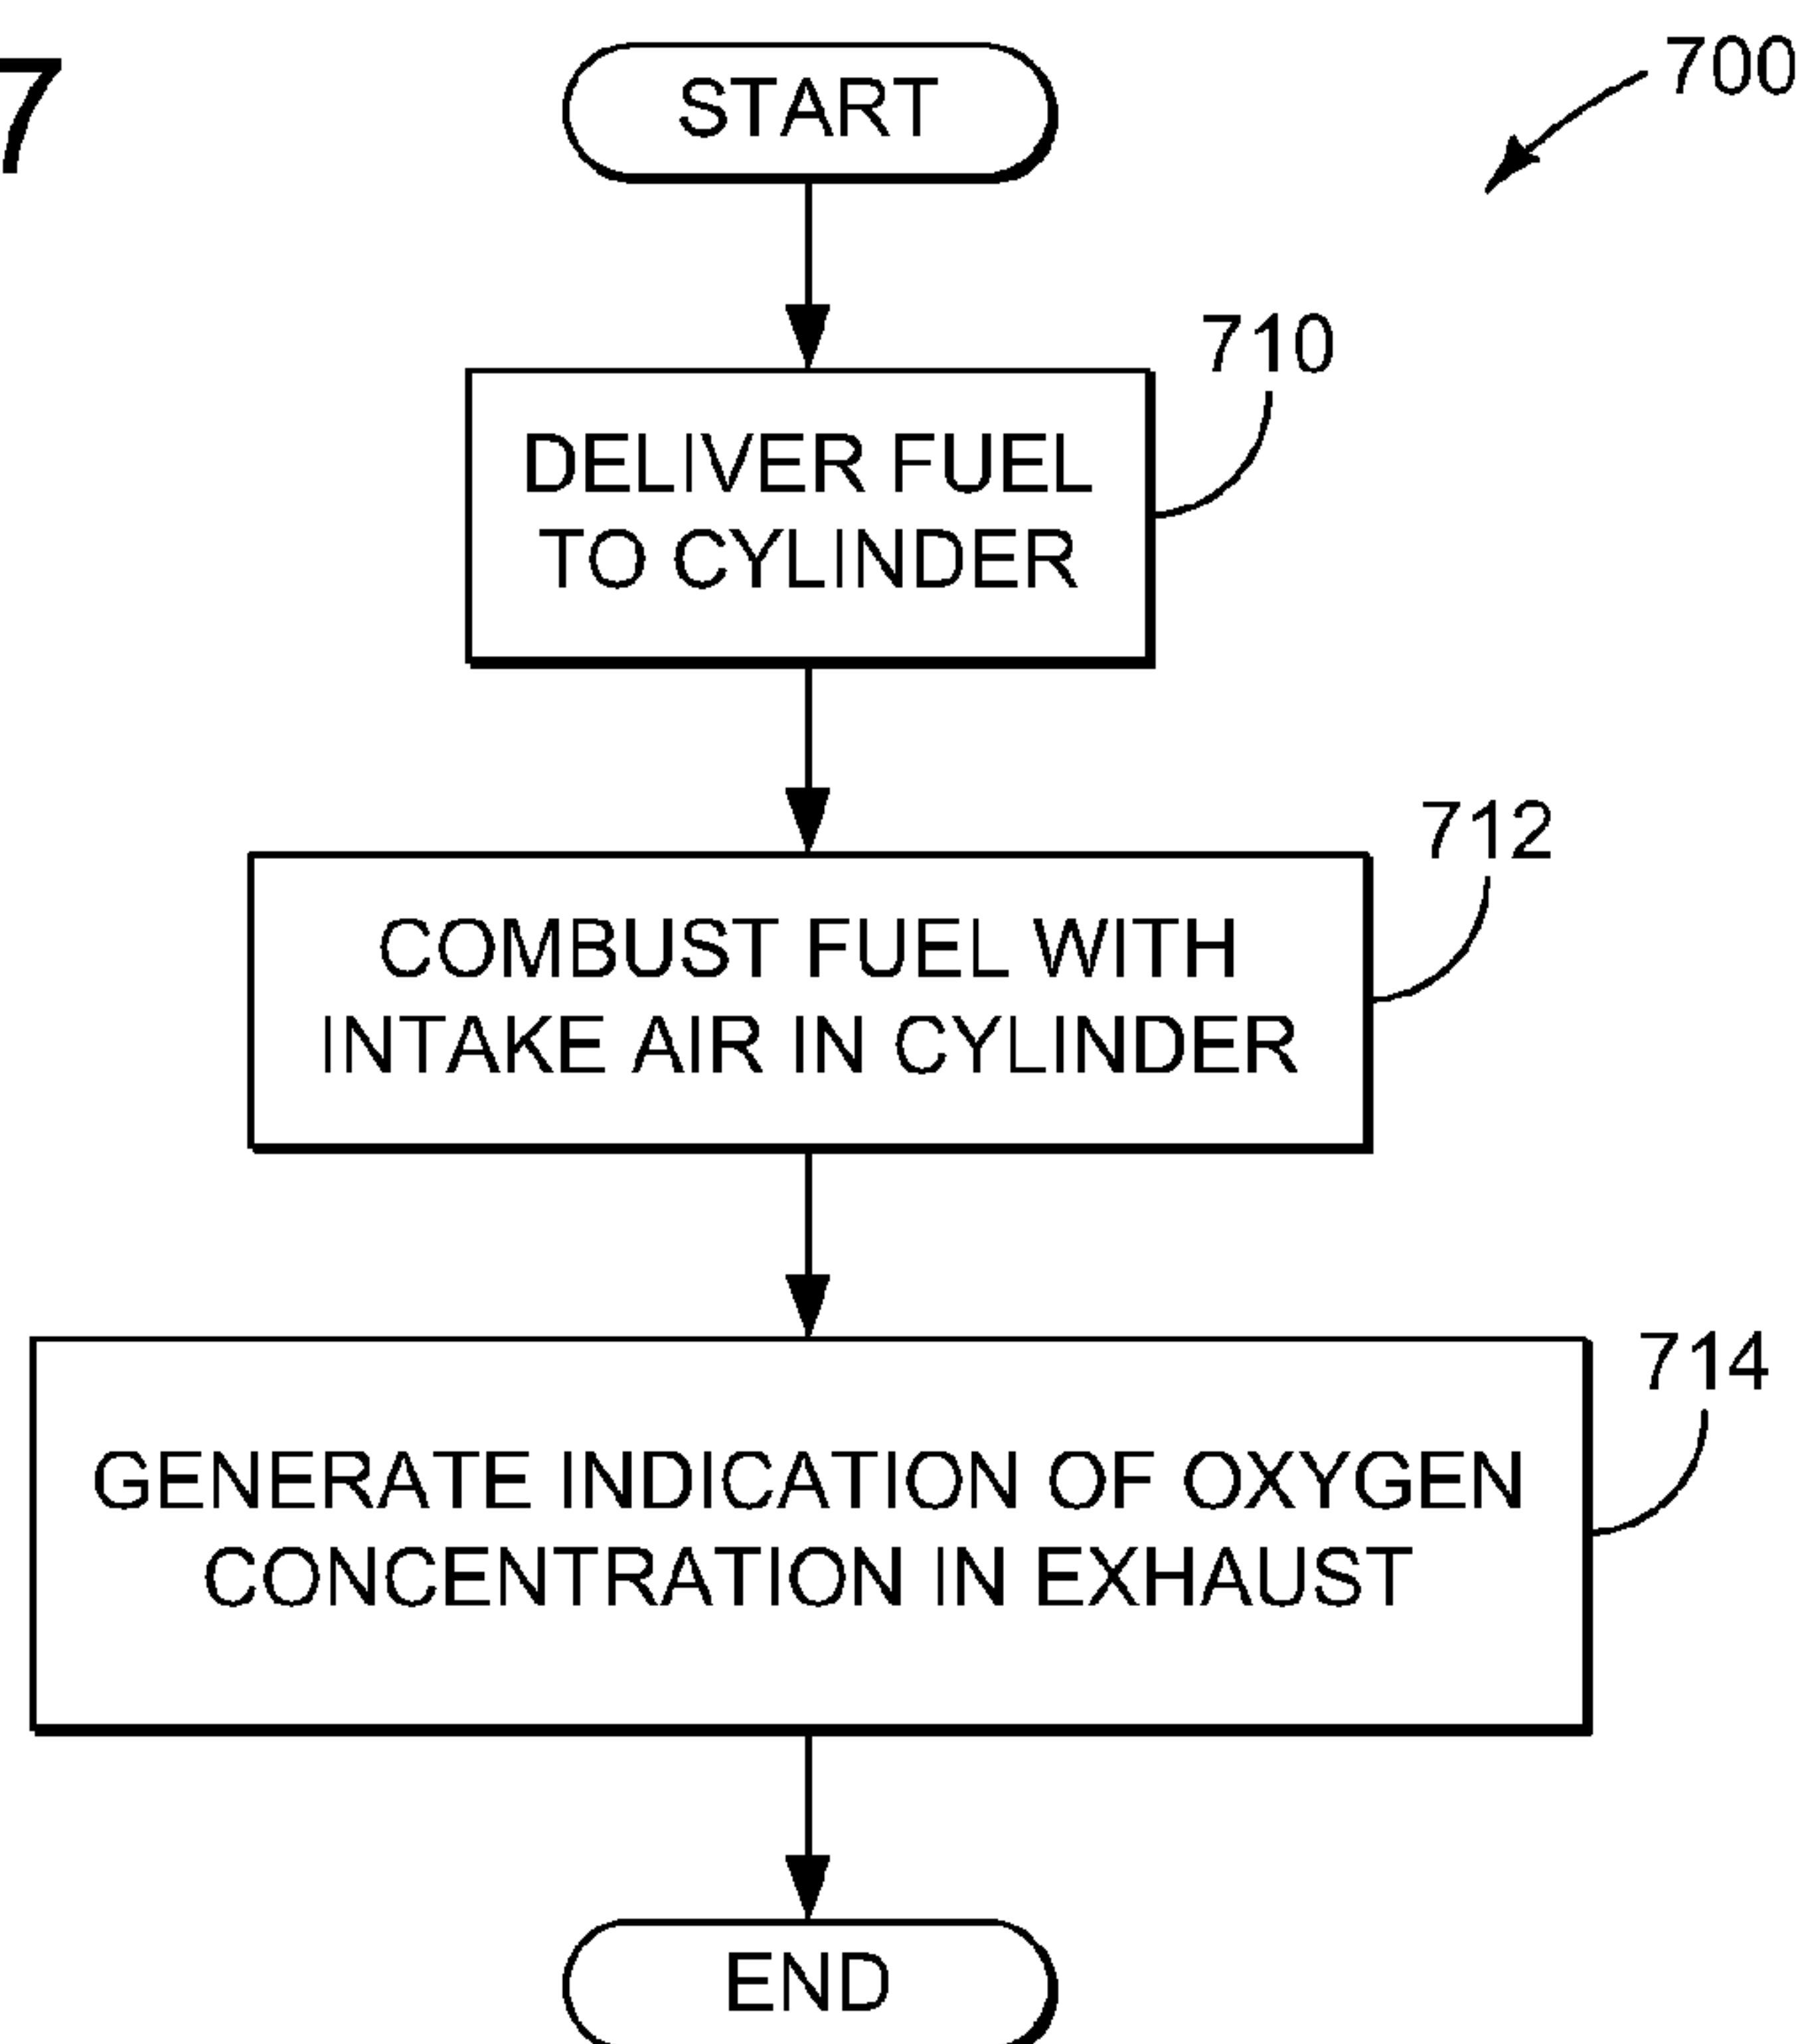 7
START
700
710
DELIVER FUEL
TO CYLINDER
712
COMBUST FUEL WITH
INTAKE AIR IN CYLINDER
714
GENERATE INDICATION OF OXYGEN
CONCENTRATION IN EXHAUST
END